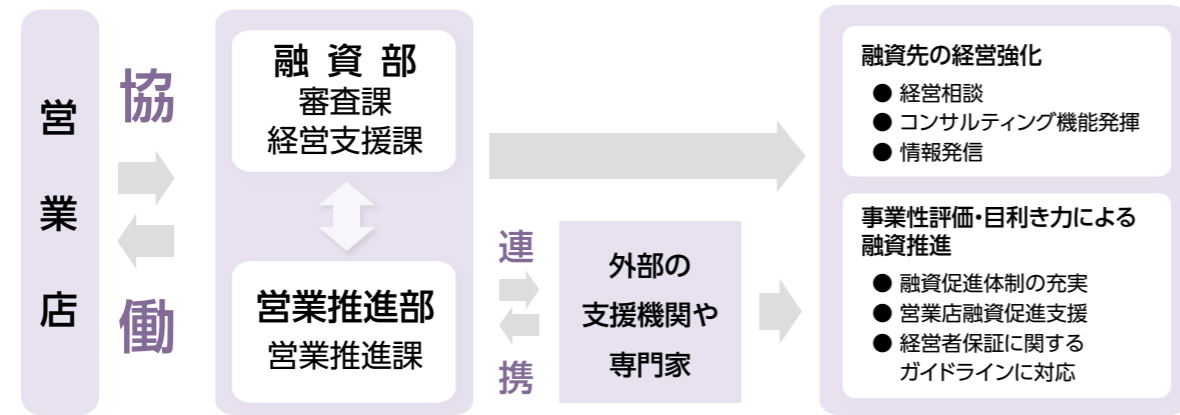 営業店
協働
融資部
審査課
経営支援課
営業推進部
営業推進課
連携
外部の
支援機関や
専門家
融資先の経営強化
● 経営相談
● コンサルティング機能発揮
● 情報発信
事業性評価・目利き力による
融資推進
● 融資促進体制の充実
● 営業店融資促進支援
● 経営者保証に関する
ガイドラインに対応